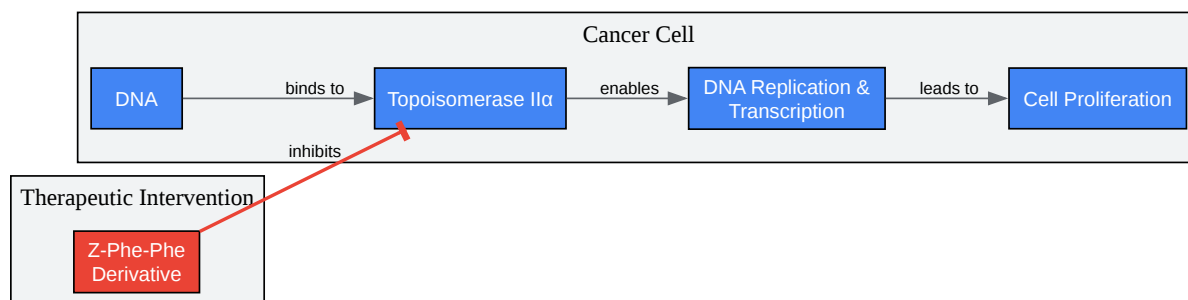 Cancer Cell
DNA
binds to
Topoisomerase IIα
enables
DNA Replication &
Transcription
leads to
Cell Proliferation
inhibits
Therapeutic Intervention
Z-Phe-Phe
Derivative